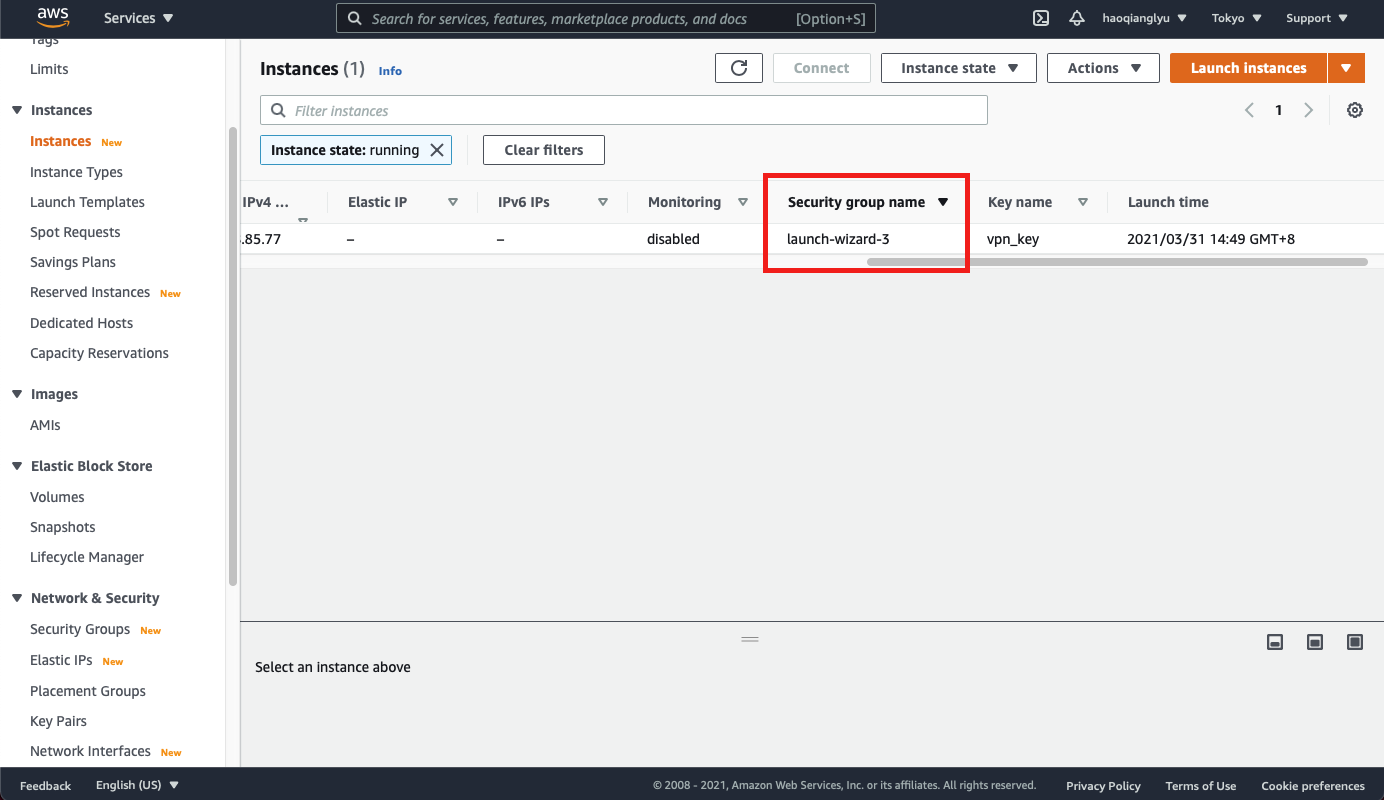 aws
Services
Search for services, features, marketplace products, and docs [Option+S]
haoqianglyu
Tokyo
Support
Tags
Limits
Instances
Instances New
Instance Types
Launch Templates
Spot Requests
Savings Plans
Reserved Instances New
Dedicated Hosts
Capacity Reservations
Images
AMIs
Elastic Block Store
Volumes
Snapshots
Lifecycle Manager
Network & Security
Security Groups New
Elastic IPs New
Placement Groups
Key Pairs
Network Interfaces New
Instances (1) Info
Connect
Instance state
Actions
Launch instances
Filter instances
1
Instance state: running
Clear filters
IPv4 ... Elastic IP IPv6 IPs Monitoring Security group name Key name Launch time
.85.77 – – disabled launch-wizard-3 vpn_key 2021/03/31 14:49 GMT+8
Select an instance above
Feedback English (US) © 2008 - 2021, Amazon Web Services, Inc. or its affiliates. All rights reserved. Privacy Policy Terms of Use Cookie preferences